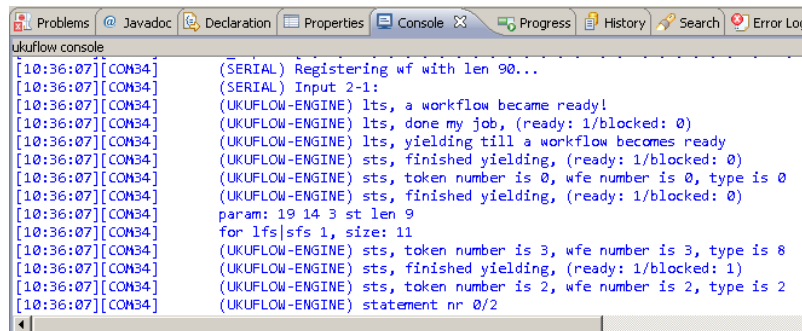 Problems @ Javadoc Declaration Properties Console Progress History Search Error Log
ukuflow console
[10:36:07][COM34] (SERIAL) Registering wf with len 90...
[10:36:07][COM34] (SERIAL) Input 2-1:
[10:36:07][COM34] (UKUFLOW-ENGINE) lts, a workflow became ready!
[10:36:07][COM34] (UKUFLOW-ENGINE) lts, done my job, (ready: 1/blocked: 0)
[10:36:07][COM34] (UKUFLOW-ENGINE) lts, yielding till a workflow becomes ready
[10:36:07][COM34] (UKUFLOW-ENGINE) sts, finished yielding, (ready: 1/blocked: 0)
[10:36:07][COM34] (UKUFLOW-ENGINE) sts, token number is 0, wfe number is 0, type is 0
[10:36:07][COM34] (UKUFLOW-ENGINE) sts, finished yielding, (ready: 1/blocked: 0)
[10:36:07][COM34] param: 19 14 3 st len 9
[10:36:07][COM34] for lfs|sfs 1, size: 11
[10:36:07][COM34] (UKUFLOW-ENGINE) sts, token number is 3, wfe number is 3, type is 8
[10:36:07][COM34] (UKUFLOW-ENGINE) sts, finished yielding, (ready: 1/blocked: 1)
[10:36:07][COM34] (UKUFLOW-ENGINE) sts, token number is 2, wfe number is 2, type is 2
[10:36:07][COM34] (UKUFLOW-ENGINE) statement nr 0/2